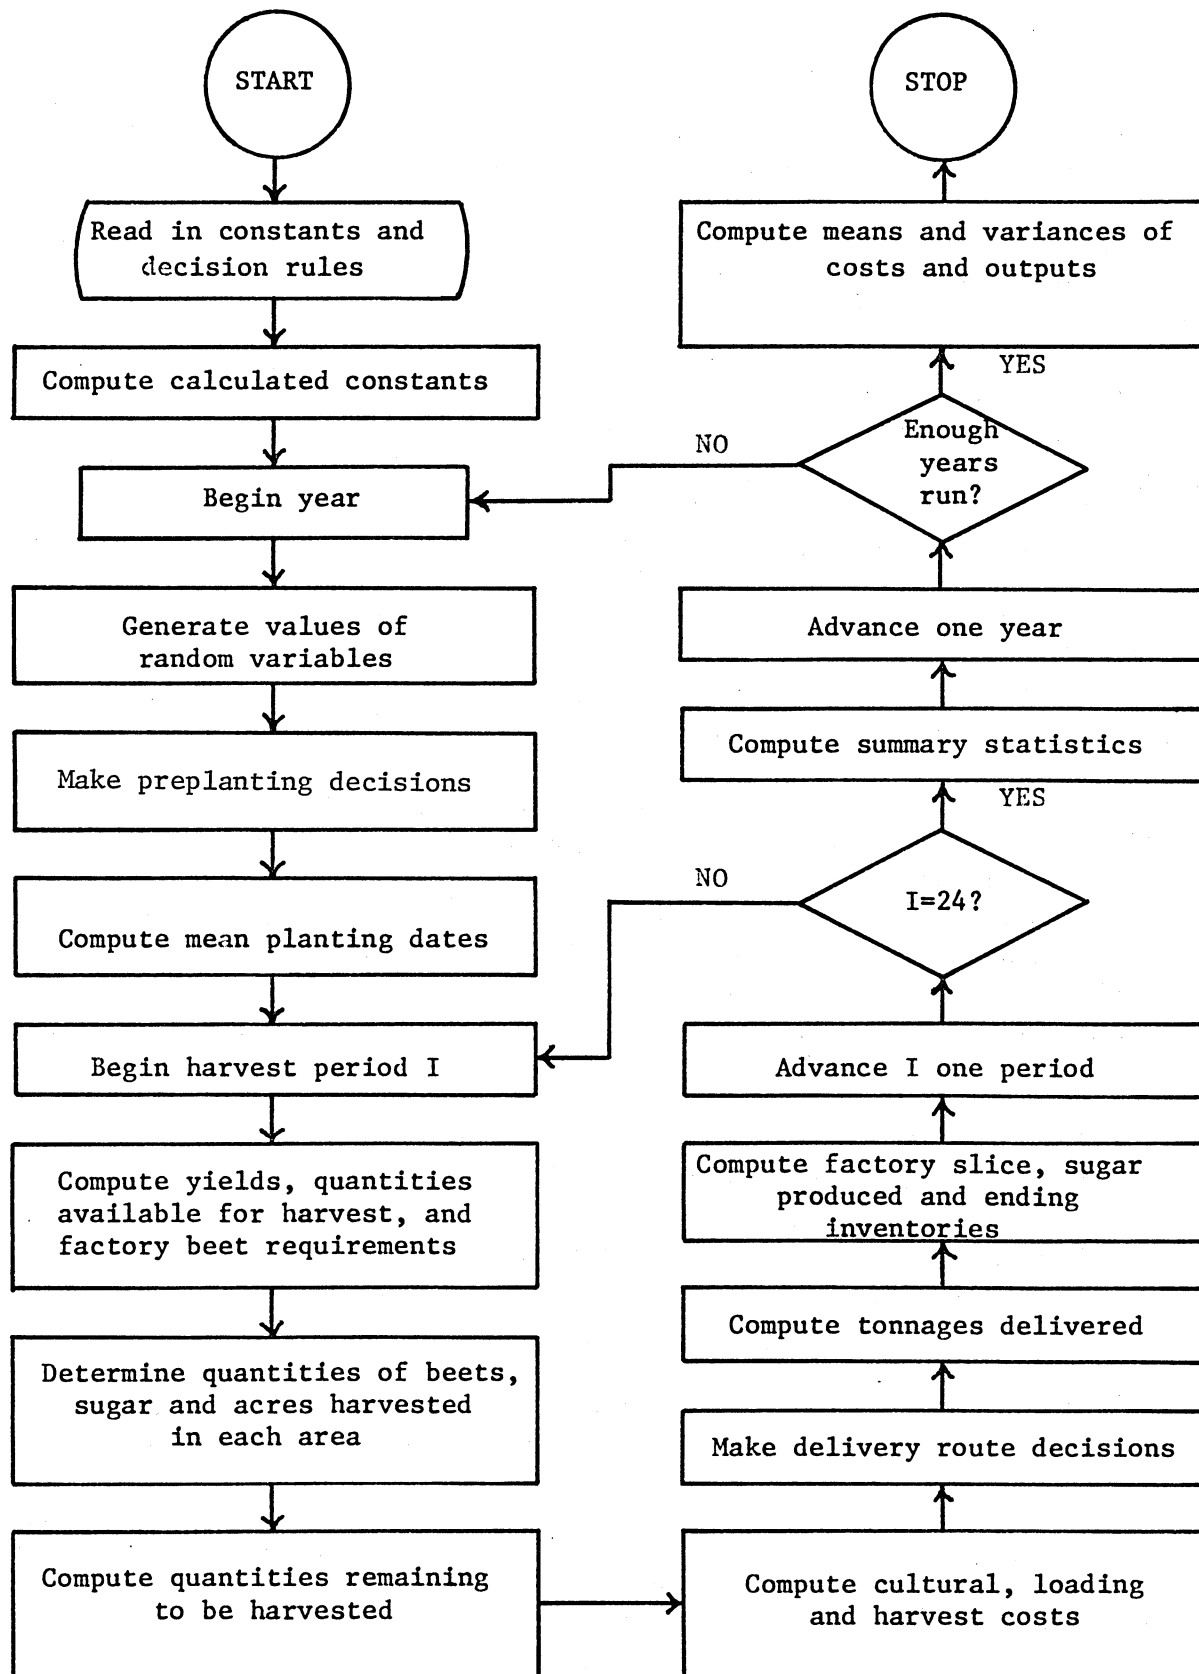 START
Read in constants and
decision rules
Compute calculated constants
Begin year
Generate values of
random variables
Make preplanting decisions
Compute mean planting dates
Begin harvest period I
Compute yields, quantities
available for harvest, and
factory beet requirements
Determine quantities of beets,
sugar and acres harvested
in each area
Compute quantities remaining
to be harvested
Compute cultural, loading
and harvest costs
Make delivery route decisions
Compute tonnages delivered
Compute factory slice, sugar
produced and ending
inventories
Advance I one period
I=24?
NO
YES
Compute summary statistics
Advance one year
Enough
years
run?
NO
YES
Compute means and variances of
costs and outputs
STOP